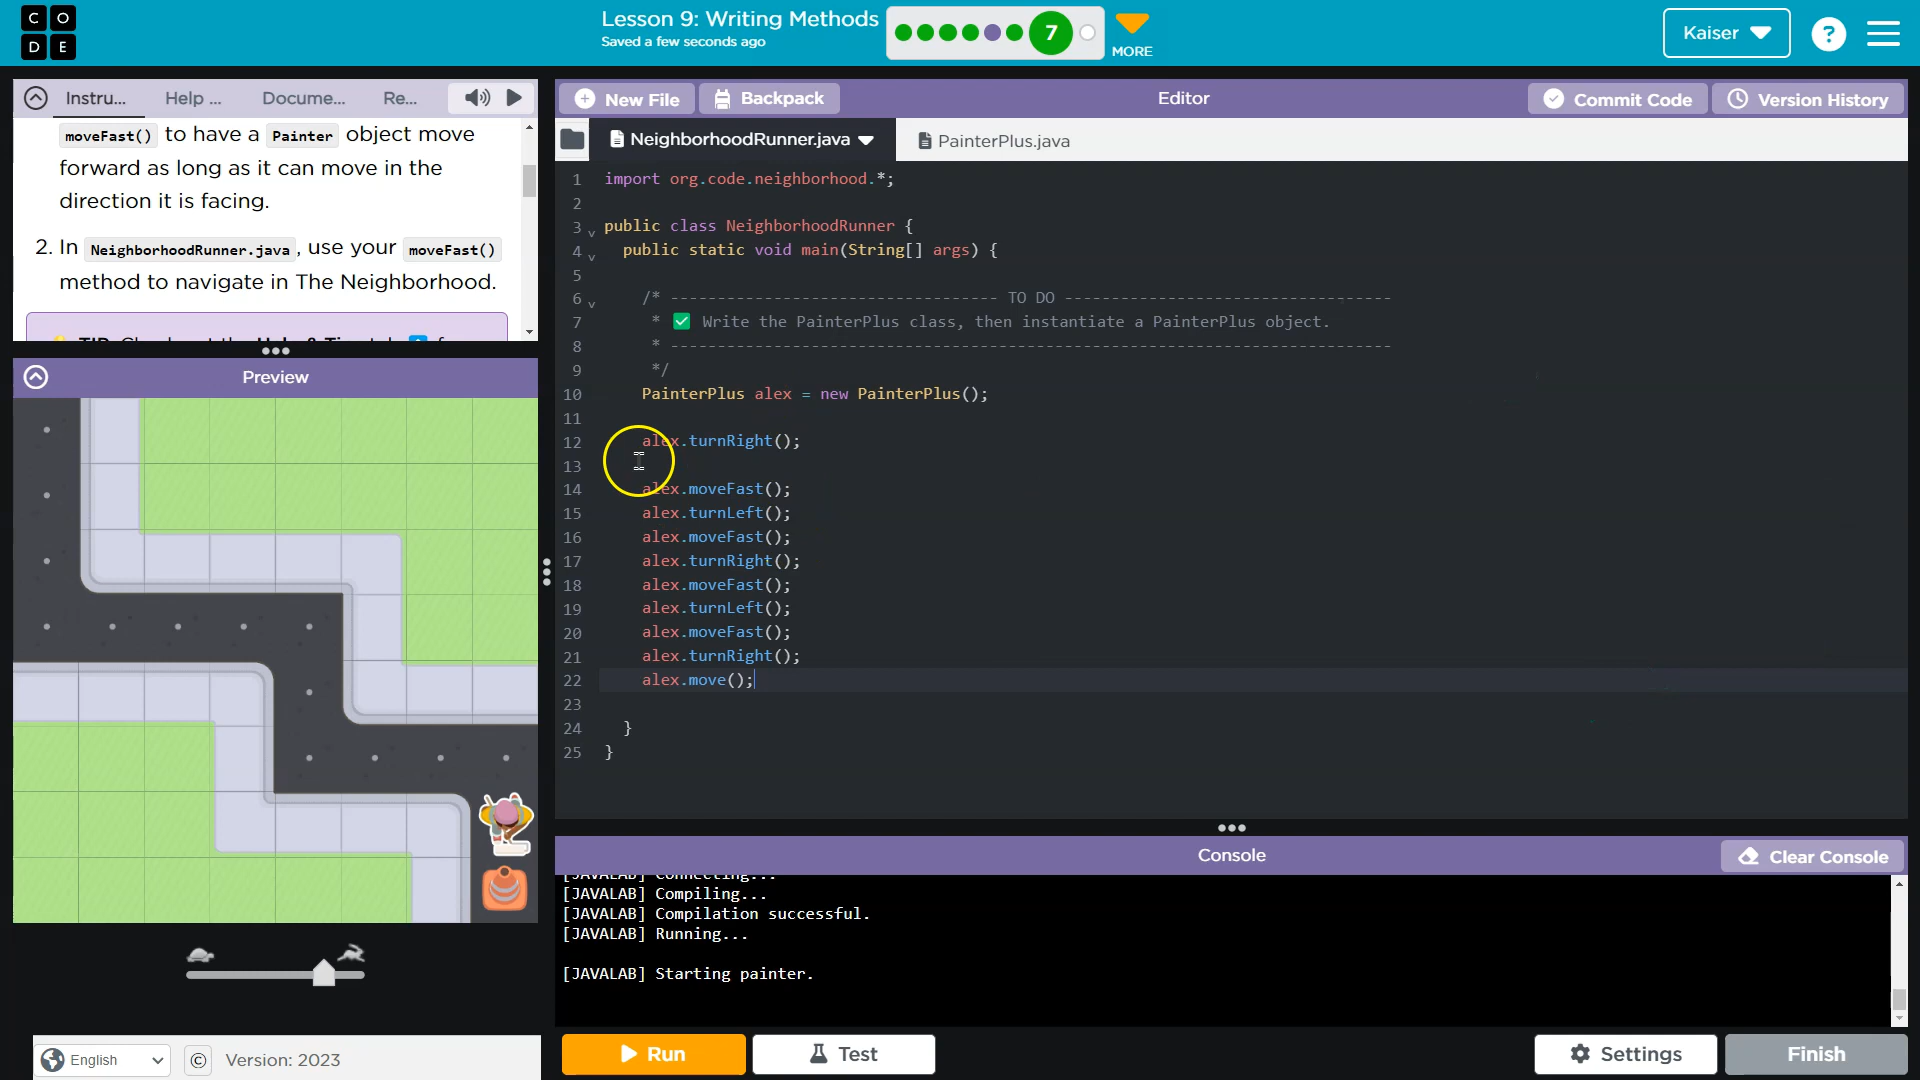 C O
D E
Lesson 9: Writing Methods
Saved a few seconds ago
7
MORE
Kaiser
?
Instru...
Help ...
Docume...
Re...
moveFast() to have a Painter object move
forward as long as it can move in the
direction it is facing.
2. In NeighborhoodRunner.java, use your moveFast()
method to navigate in The Neighborhood.
Preview
New File
Backpack
Editor
Commit Code
Version History
NeighborhoodRunner.java
PainterPlus.java
1 import org.code.neighborhood.*;
2
3 public class NeighborhoodRunner {
4 public static void main(String[] args) {
5
6 /* ----------------------------------- TO DO -----------------------------------
7 * ✅ Write the PainterPlus class, then instantiate a PainterPlus object.
8 * -----------------------------------------------------------------------------
9 */
10 PainterPlus alex = new PainterPlus();
11
12 alex.turnRight();
13
14 alex.moveFast();
15 alex.turnLeft();
16 alex.moveFast();
17 alex.turnRight();
18 alex.moveFast();
19 alex.turnLeft();
20 alex.moveFast();
21 alex.turnRight();
22 alex.move();
23
24 }
25 }
Console
Clear Console
[JAVALAB] Connecting...
[JAVALAB] Compiling...
[JAVALAB] Compilation successful.
[JAVALAB] Running...
[JAVALAB] Starting painter.
English
©
Version: 2023
Run
Test
Settings
Finish